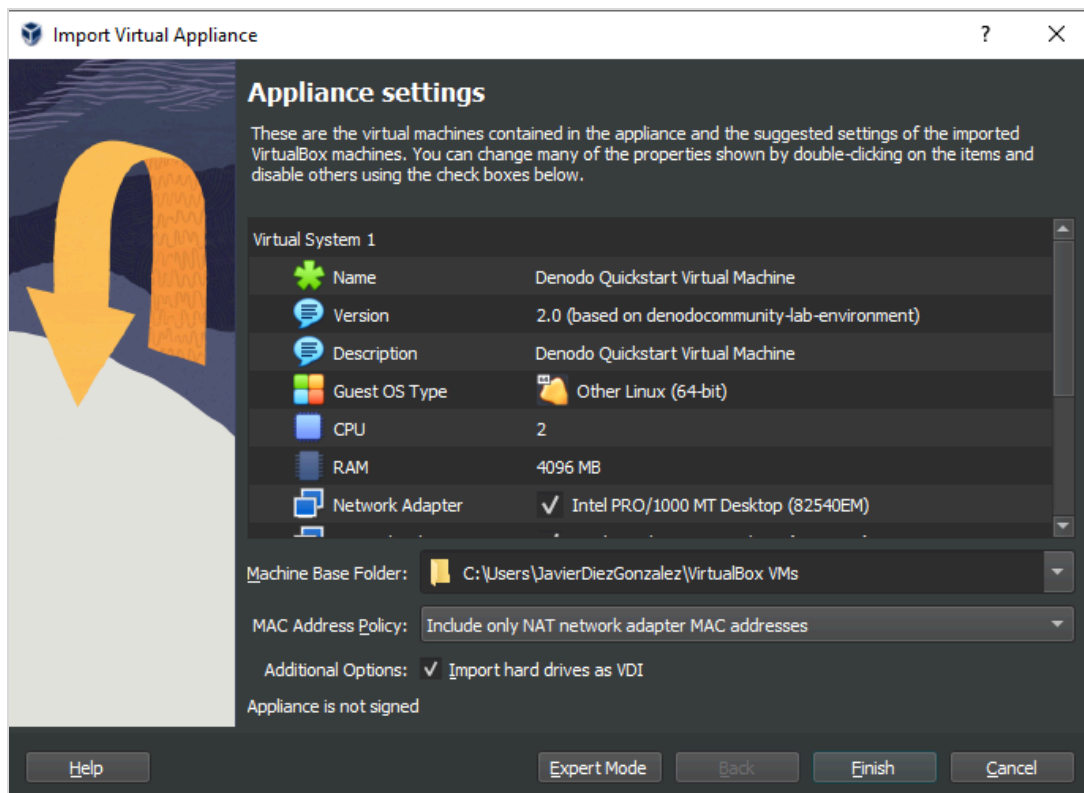 Import Virtual Appliance
?
Appliance settings
These are the virtual machines contained in the appliance and the suggested settings of the imported
VirtualBox machines. You can change many of the properties shown by double-clicking on the items and
disable others using the check boxes below.
Virtual System 1
Name Denodo Quickstart Virtual Machine
Version 2.0 (based on denodocommunity-lab-environment)
Description Denodo Quickstart Virtual Machine
Guest OS Type 64 Other Linux (64-bit)
CPU 2
RAM 4096 MB
Network Adapter Intel PRO/1000 MT Desktop (82540EM)
Machine Base Folder: C:\Users\JavierDiezGonzalez\VirtualBox VMs
MAC Address Policy: Include only NAT network adapter MAC addresses
Additional Options: Import hard drives as VDI
Appliance is not signed
Help Expert Mode Back Finish Cancel